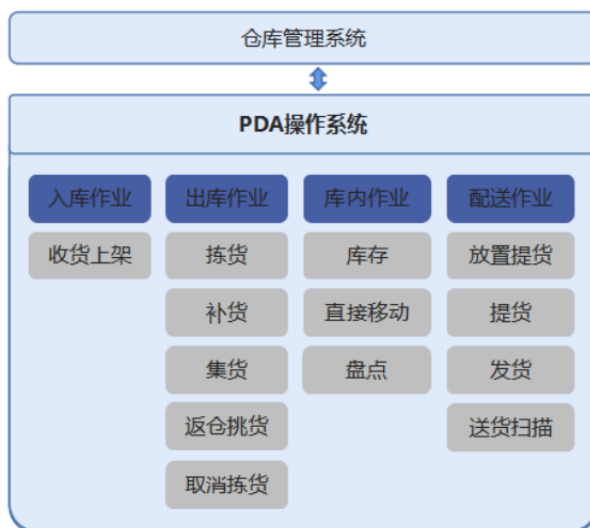 仓库管理系统
PDA操作系统
入库作业 出库作业 库内作业 配送作业
收货上架 拣货 库存 放置提货
补货 直接移动 提货
集货 盘点 发货
返仓挑货 送货扫描
取消拣货